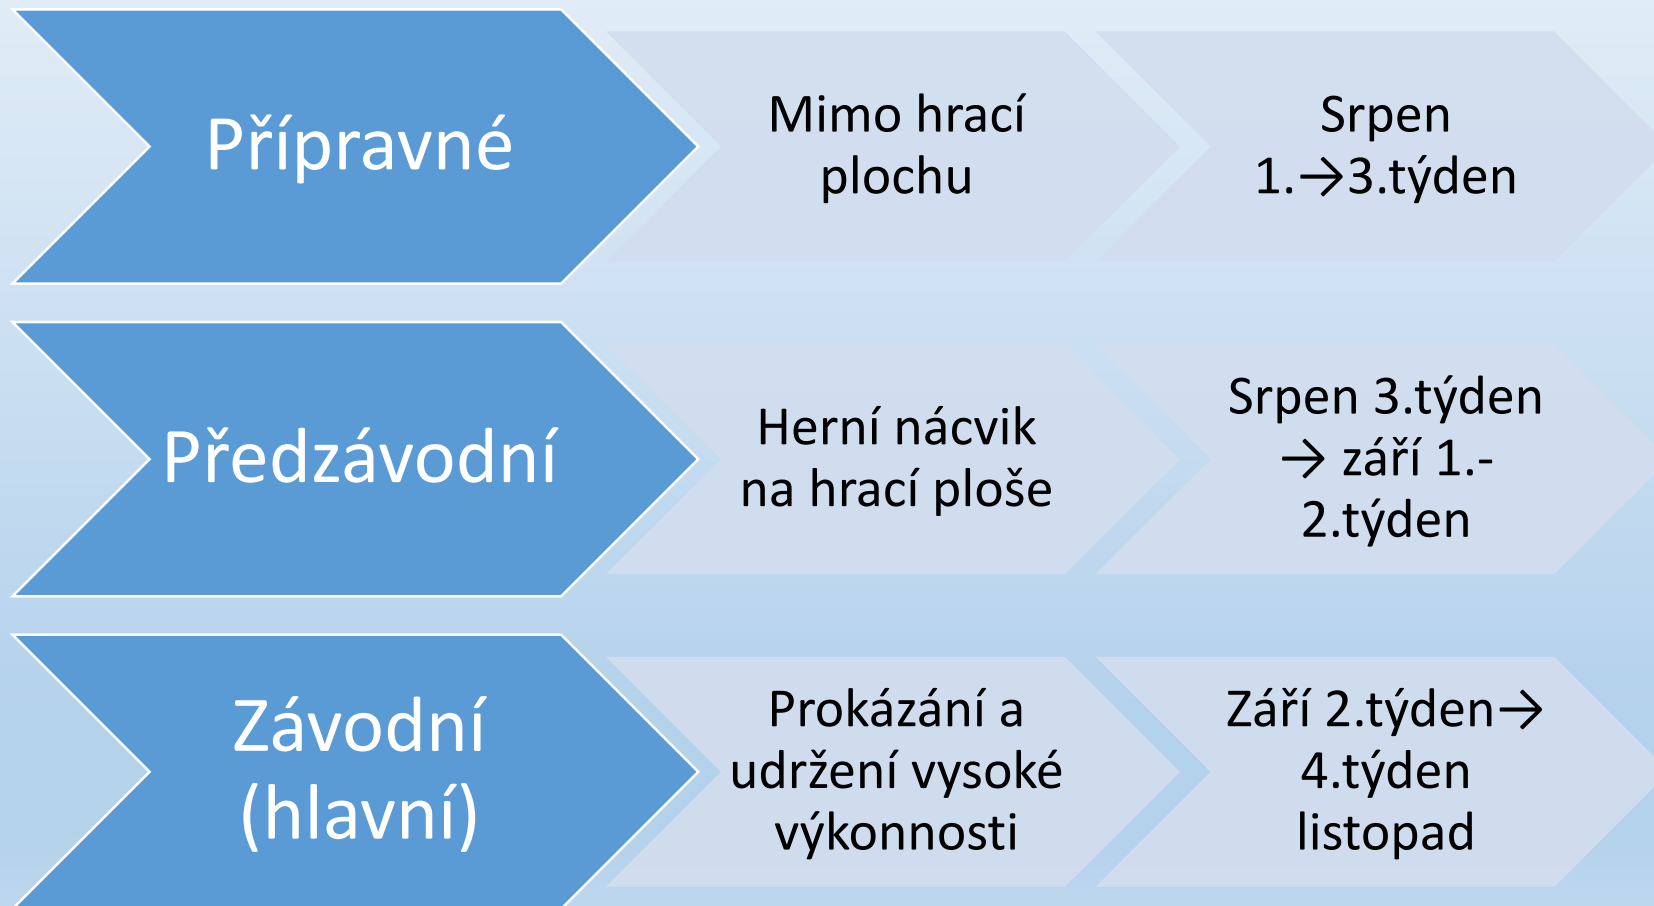 Přípravné
Mimo hrací
plochu
Srpen
1.→3.týden
Předzávodní
Herní nácvik
na hrací ploše
Srpen 3.týden
→ září 1.-
2.týden
Závodní
(hlavní)
Prokázání a
udržení vysoké
výkonnosti
Září 2.týden→
4.týden
listopad